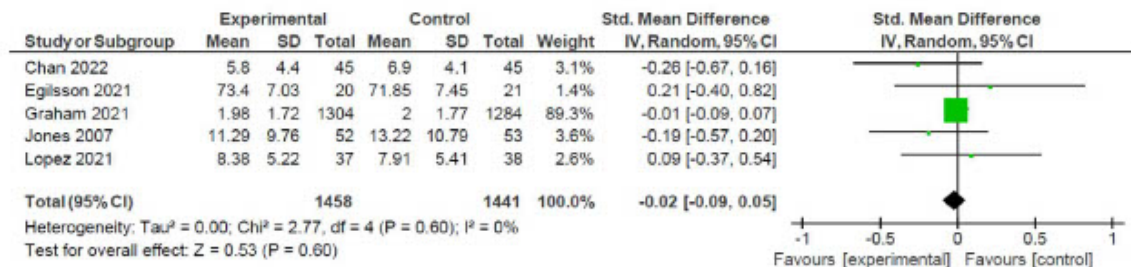 Experimental Control Std. Mean Difference Std. Mean Difference
Study or Subgroup Mean SD Total Mean SD Total Weight IV, Random, 95% CI IV, Random, 95% CI
Chan 2022 5.8 4.4 45 6.9 4.1 45 3.1% -0.26 [-0.67, 0.16]
Egilsson 2021 73.4 7.03 20 71.85 7.45 21 1.4% 0.21 [-0.40, 0.82]
Graham 2021 1.98 1.72 1304 2 1.77 1284 89.3% -0.01 [-0.09, 0.07]
Jones 2007 11.29 9.76 52 13.22 10.79 53 3.6% -0.19 [-0.57, 0.20]
Lopez 2021 8.38 5.22 37 7.91 5.41 38 2.6% 0.09 [-0.37, 0.54]
Total (95% CI) 1458 1441 100.0% -0.02 [-0.09, 0.05]
Heterogeneity: Tau² = 0.00; Chi² = 2.77, df = 4 (P = 0.60); I² = 0%
Test for overall effect: Z = 0.53 (P = 0.60)
-1 -0.5 0 0.5 1
Favours [experimental] Favours [control]